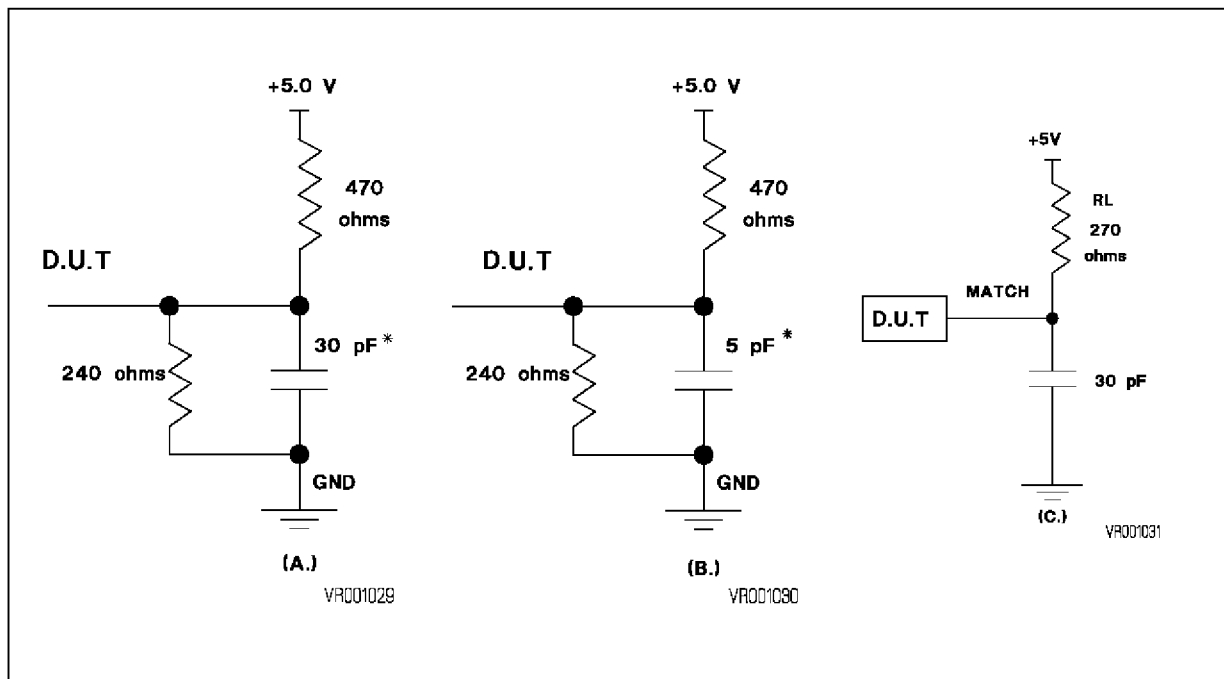 +5.0 V
470
ohms
D.U.T
30 pF*
240 ohms
GND
(A.)
VR001029
+5.0 V
470
ohms
D.U.T
5 pF*
240 ohms
GND
(B.)
VR001030
+5V
RL
270
ohms
MATCH
D.U.T
30 pF
(C.)
VR001031